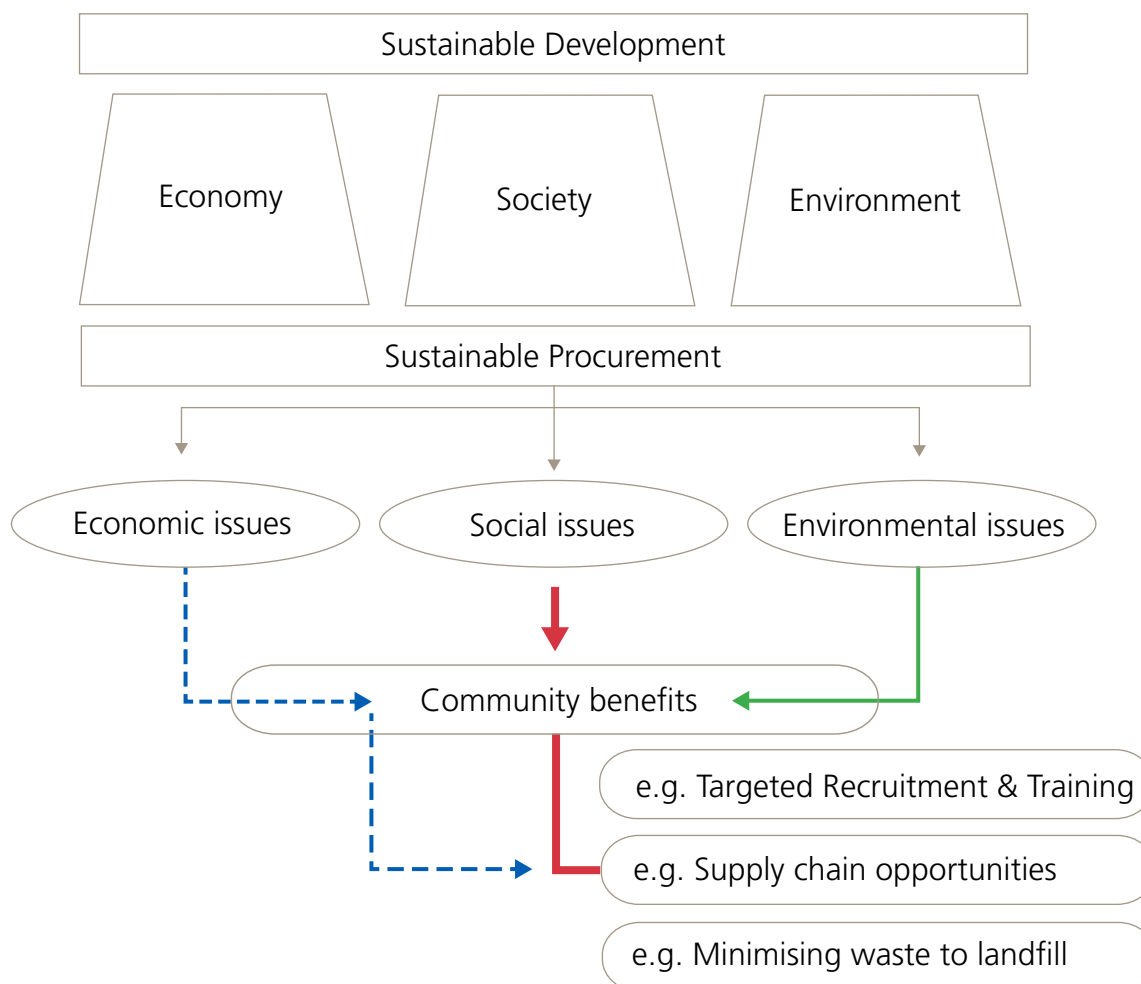 Sustainable Development
Economy
Society
Environment
Sustainable Procurement
Economic issues
Social issues
Environmental issues
Community benefits
e.g. Targeted Recruitment & Training
e.g. Supply chain opportunities
e.g. Minimising waste to landfill